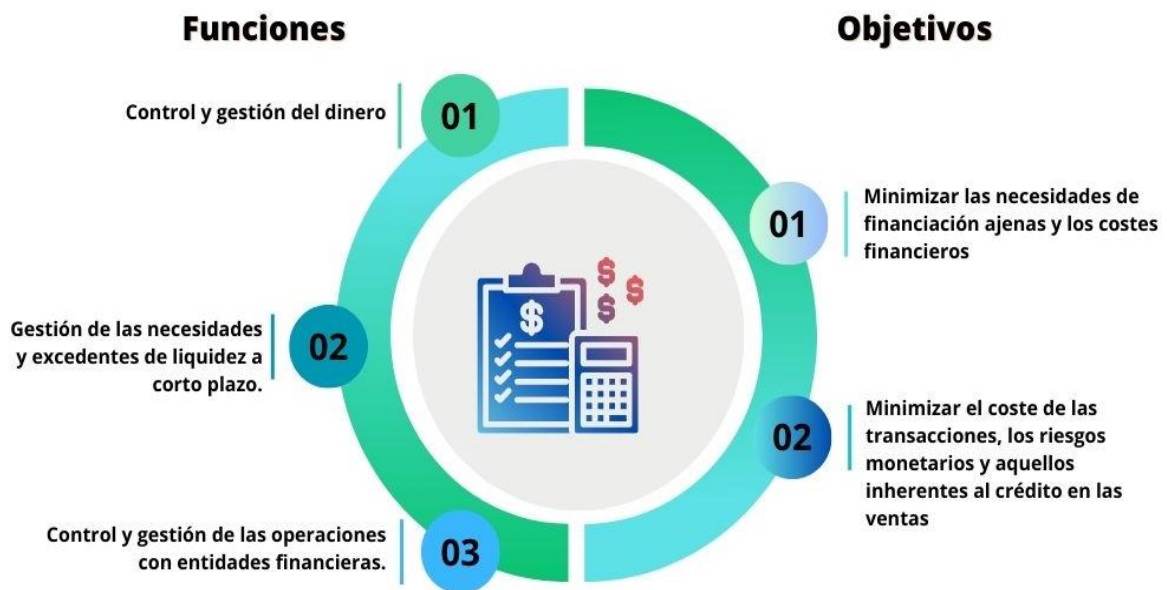 Funciones
01
Control y gestión del dinero
02
Gestión de las necesidades
y excedentes de liquidez a
corto plazo.
03
Control y gestión de las operaciones
con entidades financieras.
Objetivos
01
Minimizar las necesidades de
financiación ajenas y los costes
financieros
02
Minimizar el coste de las
transacciones, los riesgos
monetarios y aquellos
inherentes al crédito en las
ventas
$
$
$
$